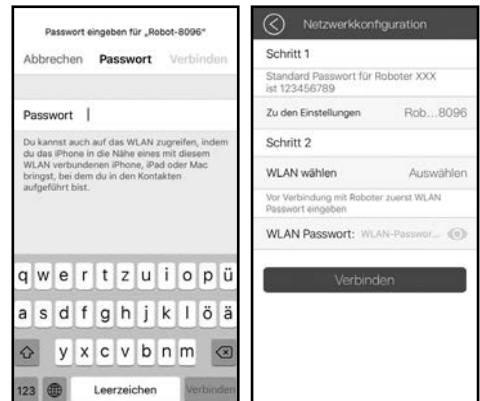 Passwort eingeben für „Robot-8096“
Abbrechen Passwort Verbinden
Passwort
Du kannst auch auf das WLAN zugreifen, indem
du das iPhone in die Nähe eines mit diesem
WLAN verbundenen iPhone, iPad oder Mac
bringst, bei dem du in den Kontakten
aufgeführt bist.
q w e r t z u i o p ü
a s d f g h j k l ö ä
y x c v b n m
123 Leerzeichen Verbinden
Netzwerkkonfiguration
Schritt 1
Standard Passwort für Roboter XXX
ist 123456789
Zu den Einstellungen Rob...8096
Schritt 2
WLAN wählen Auswählen
Vor Verbindung mit Roboter zuerst WLAN
Passwort eingeben
WLAN Passwort: WLAN-Passwor...
Verbinden